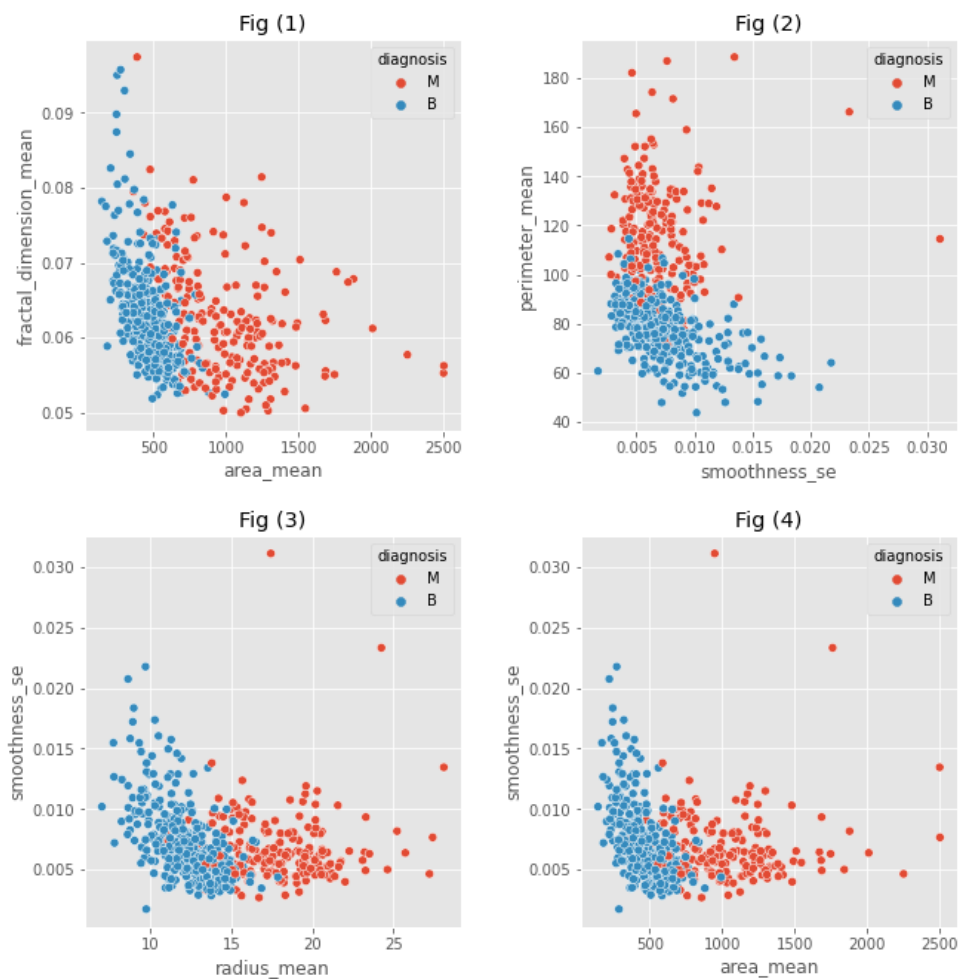 Fig (1)
diagnosis
M
B
0.09
0.08
0.07
0.06
0.05
fractal_dimension_mean
500 1000 1500 2000 2500
area_mean
Fig (2)
diagnosis
M
B
180
160
140
120
100
80
60
40
perimeter_mean
0.005 0.010 0.015 0.020 0.025 0.030
smoothness_se
Fig (3)
diagnosis
M
B
0.030
0.025
0.020
0.015
0.010
0.005
smoothness_se
10 15 20 25
radius_mean
Fig (4)
diagnosis
M
B
0.030
0.025
0.020
0.015
0.010
0.005
smoothness_se
500 1000 1500 2000 2500
area_mean